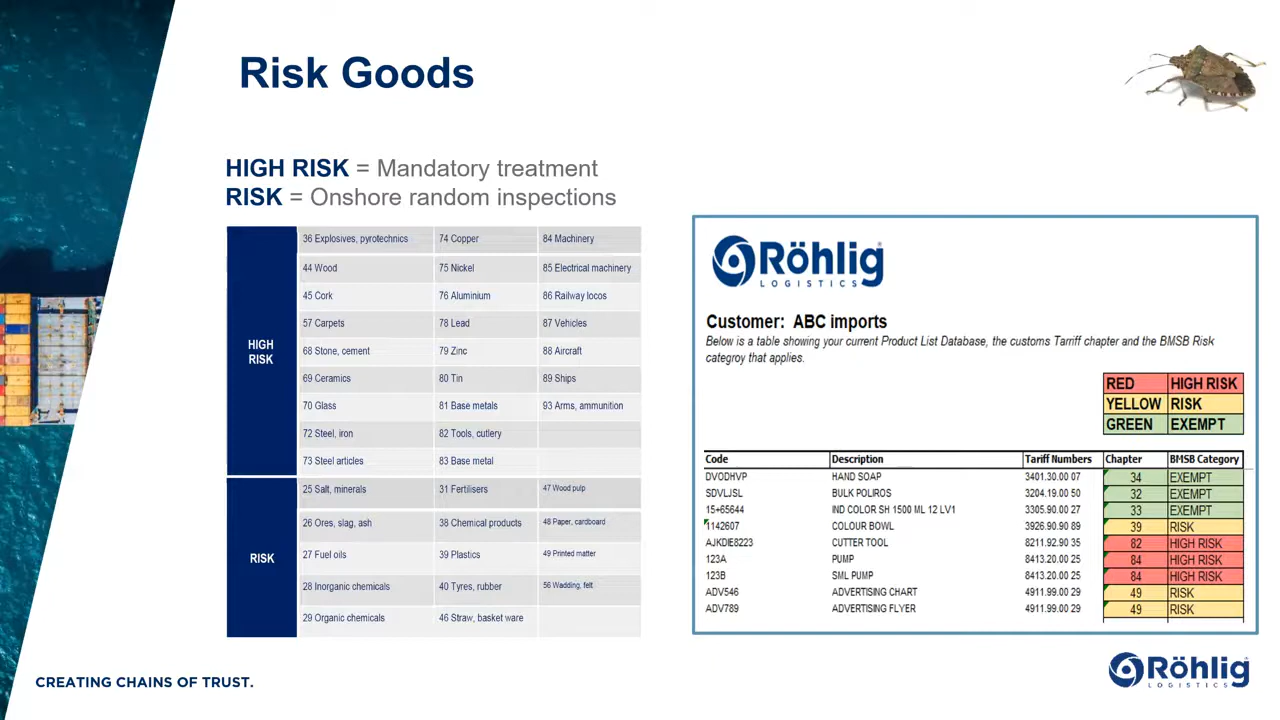 Risk Goods
HIGH RISK = Mandatory treatment
RISK = Onshore random inspections
HIGH RISK
36 Explosives, pyrotechnics 74 Copper 84 Machinery
44 Wood 75 Nickel 85 Electrical machinery
45 Cork 76 Aluminium 86 Railway locos
57 Carpets 78 Lead 87 Vehicles
68 Stone, cement 79 Zinc 88 Aircraft
69 Ceramics 80 Tin 89 Ships
70 Glass 81 Base metals 93 Arms, ammunition
72 Steel, iron 82 Tools, cutlery
73 Steel articles 83 Base metal
RISK
25 Salt, minerals 31 Fertilisers 47 Wood pulp
26 Ores, slag, ash 38 Chemical products 48 Paper, cardboard
27 Fuel oils 39 Plastics 49 Printed matter
28 Inorganic chemicals 40 Tyres, rubber 56 Wadding, felt
29 Organic chemicals 46 Straw, basket ware
Röhlig
LOGISTICS
Customer: ABC imports
Below is a table showing your current Product List Database, the customs Tarriff chapter and the BMSB Risk
categroy that applies.
RED HIGH RISK
YELLOW RISK
GREEN EXEMPT
Code Description Tariff Numbers Chapter BMSB Category
DVODHVP HAND SOAP 3401.30.00 07 34 EXEMPT
SDVLJSL BULK POLIROS 3204.19.00 50 32 EXEMPT
15+65644 IND COLOR SH 1500 ML 12 LV1 3305.90.00 27 33 EXEMPT
1142607 COLOUR BOWL 3926.90.90 89 39 RISK
AJKDIE8223 CUTTER TOOL 8211.92.90 35 82 HIGH RISK
123A PUMP 8413.20.00 25 84 HIGH RISK
123B SML PUMP 8413.20.00 25 84 HIGH RISK
ADV546 ADVERTISING CHART 4911.99.00 29 49 RISK
ADV789 ADVERTISING FLYER 4911.99.00 29 49 RISK
CREATING CHAINS OF TRUST.
Röhlig
LOGISTICS